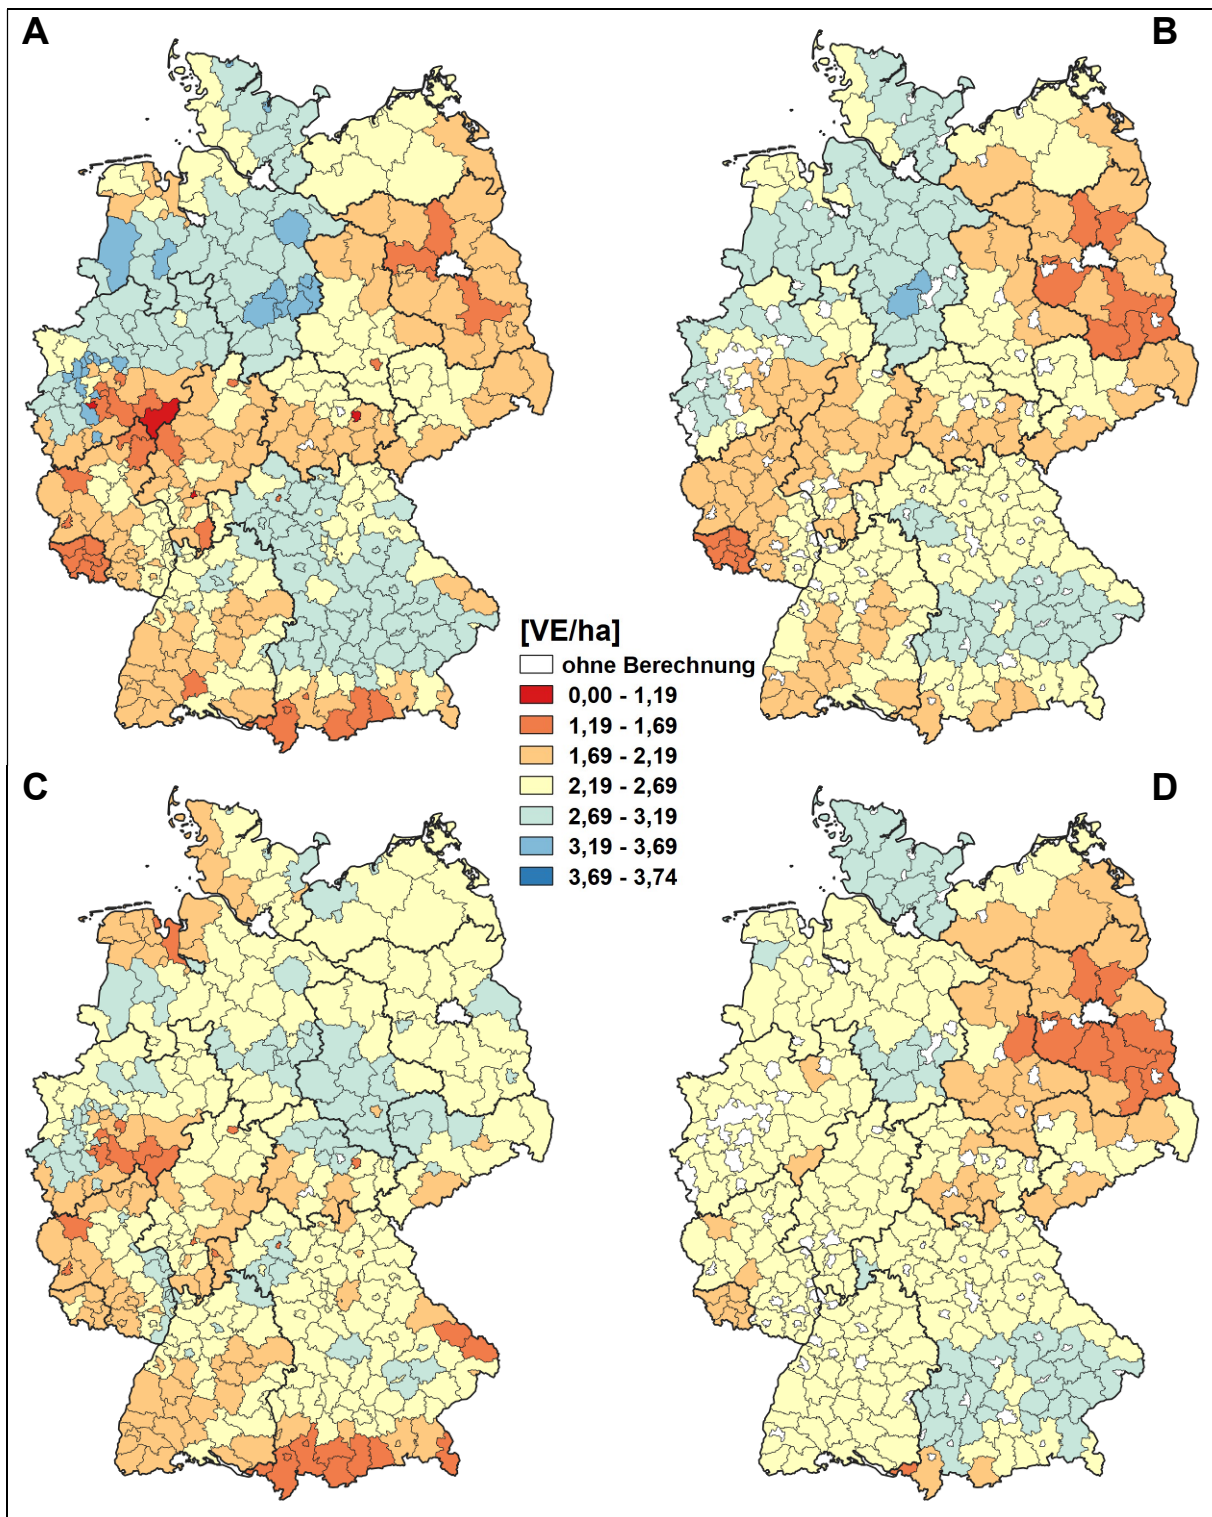 A
B
[VE/ha]
ohne Berechnung
0,00 - 1,19
1,19 - 1,69
1,69 - 2,19
2,19 - 2,69
2,69 - 3,19
3,19 - 3,69
3,69 - 3,74
C
D